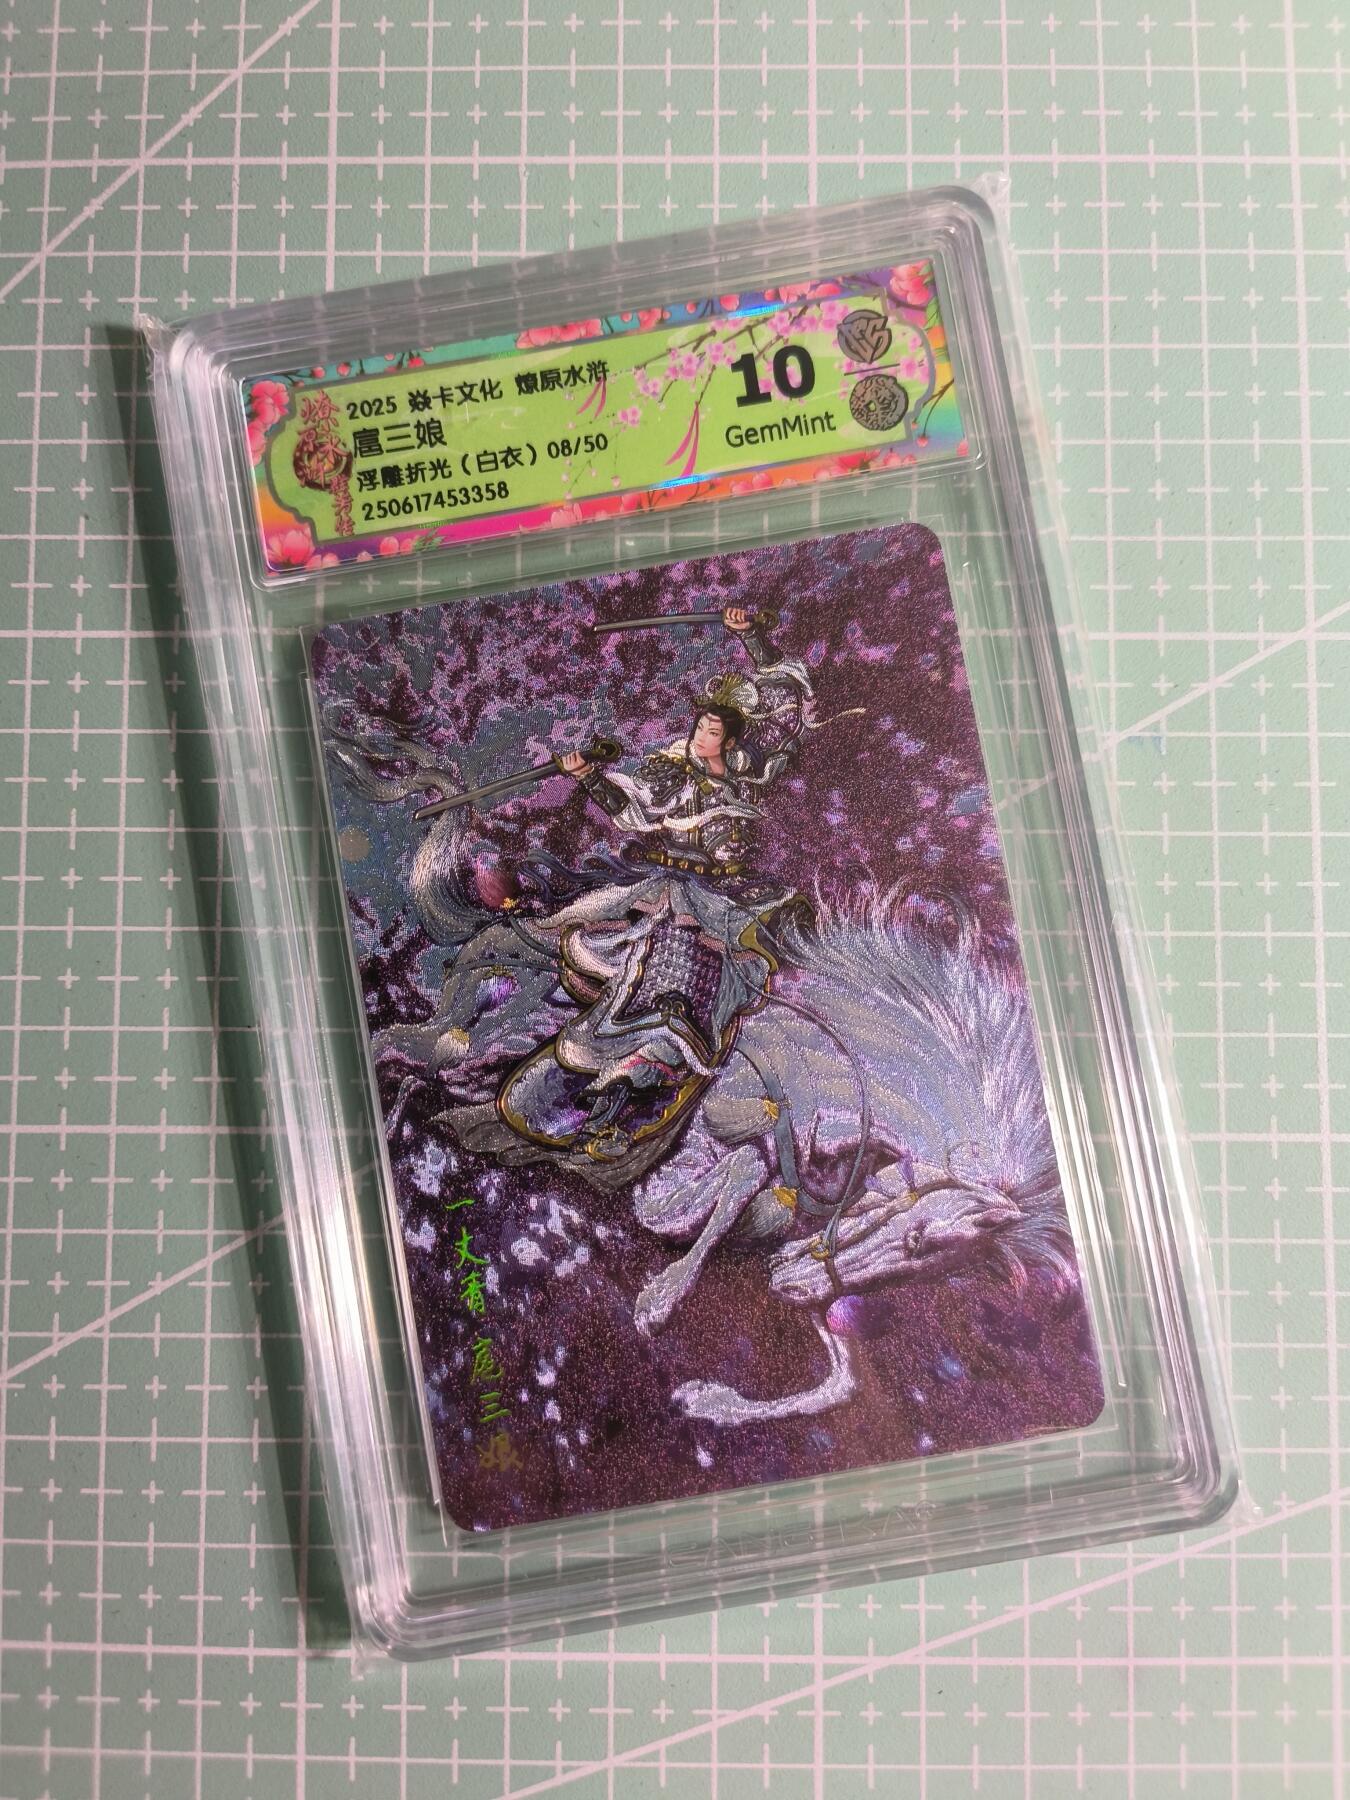 2025 焱卡文化 燎原水浒
扈三娘
浮雕折光（白衣）08/50
250617453358
10
GemMint
一丈青 扈三娘